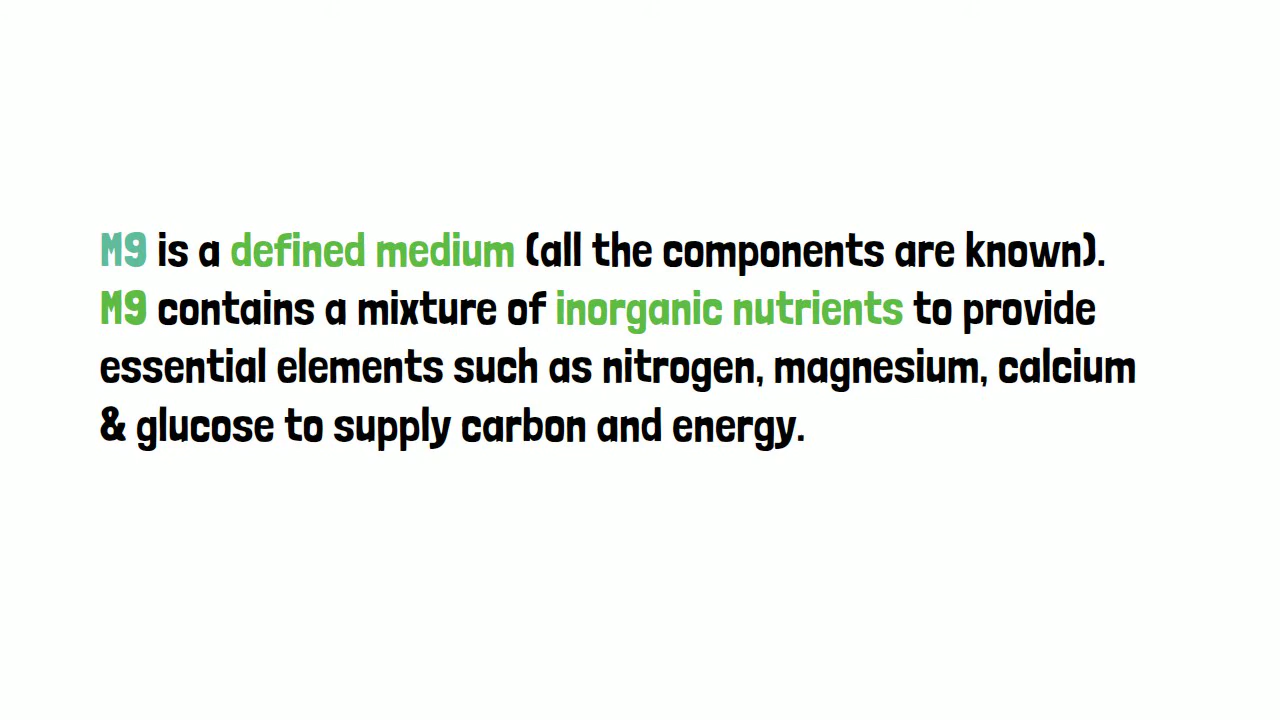 M9 is a defined medium (all the components are known).
M9 contains a mixture of inorganic nutrients to provide
essential elements such as nitrogen, magnesium, calcium
& glucose to supply carbon and energy.